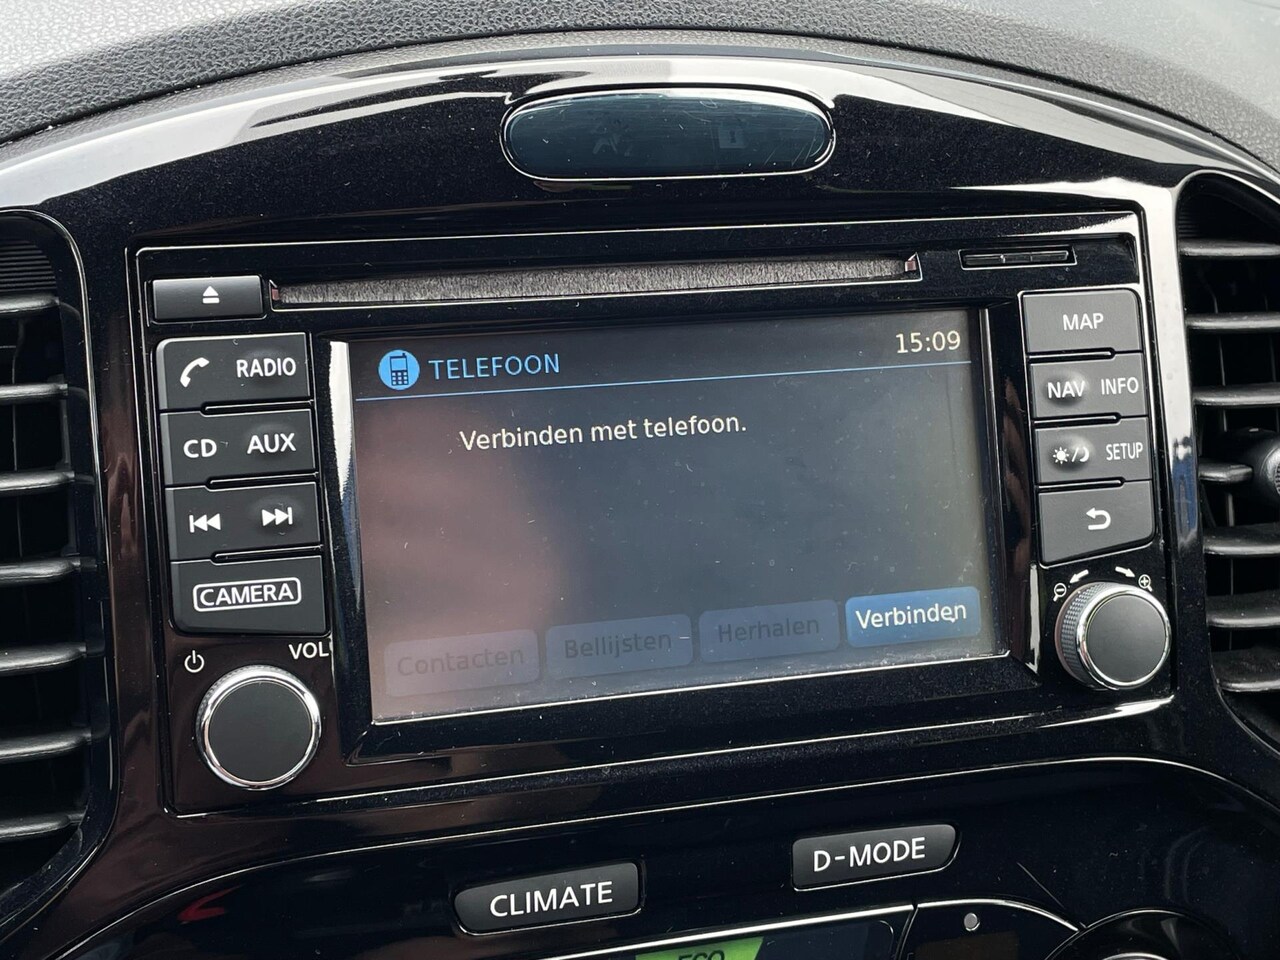 TELEFOON
15:09
Verbinden met telefoon.
Contacten
Bellijsten
Herhalen
Verbinden
RADIO
CD AUX
CAMERA
VOL
MAP
NAV INFO
SETUP
CLIMATE
D-MODE
ECO